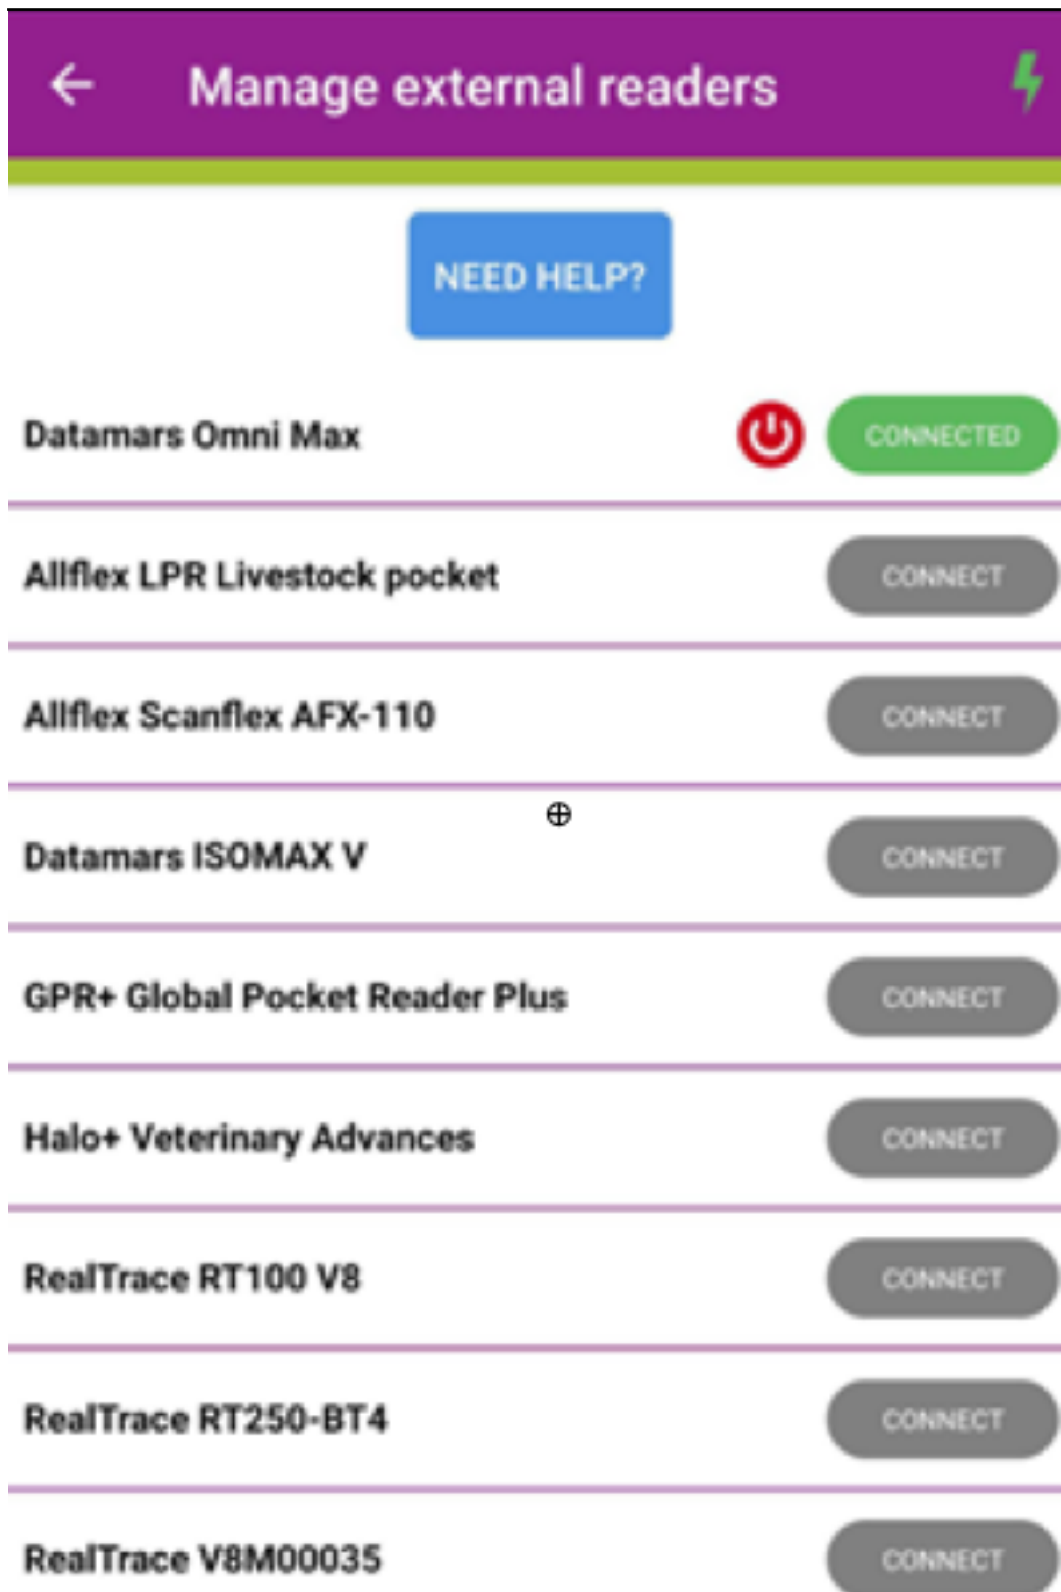 Manage external readers
NEED HELP?
Datamars Omni Max CONNECTED
Allflex LPR Livestock pocket CONNECT
Allflex Scanflex AFX-110 CONNECT
Datamars ISOMAX V CONNECT
GPR+ Global Pocket Reader Plus CONNECT
Halo+ Veterinary Advances CONNECT
RealTrace RT100 V8 CONNECT
RealTrace RT250-BT4 CONNECT
RealTrace V8M00035 CONNECT